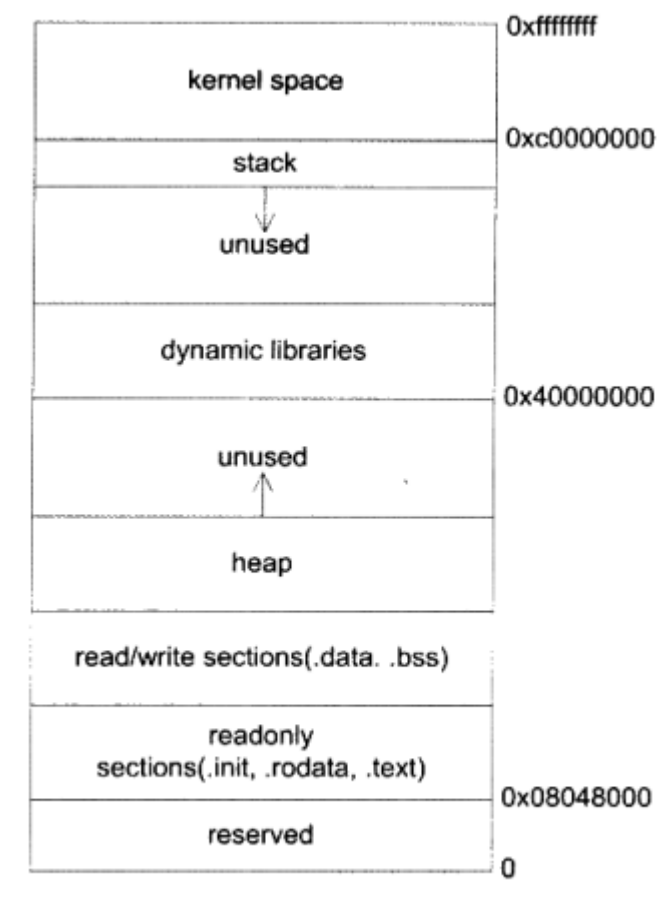 0xffffffff
kernel space
0xc0000000
stack
unused
dynamic libraries
0x40000000
unused
heap
read/write sections(.data. .bss)
readonly
sections(.init, .rodata, .text)
0x08048000
reserved
0